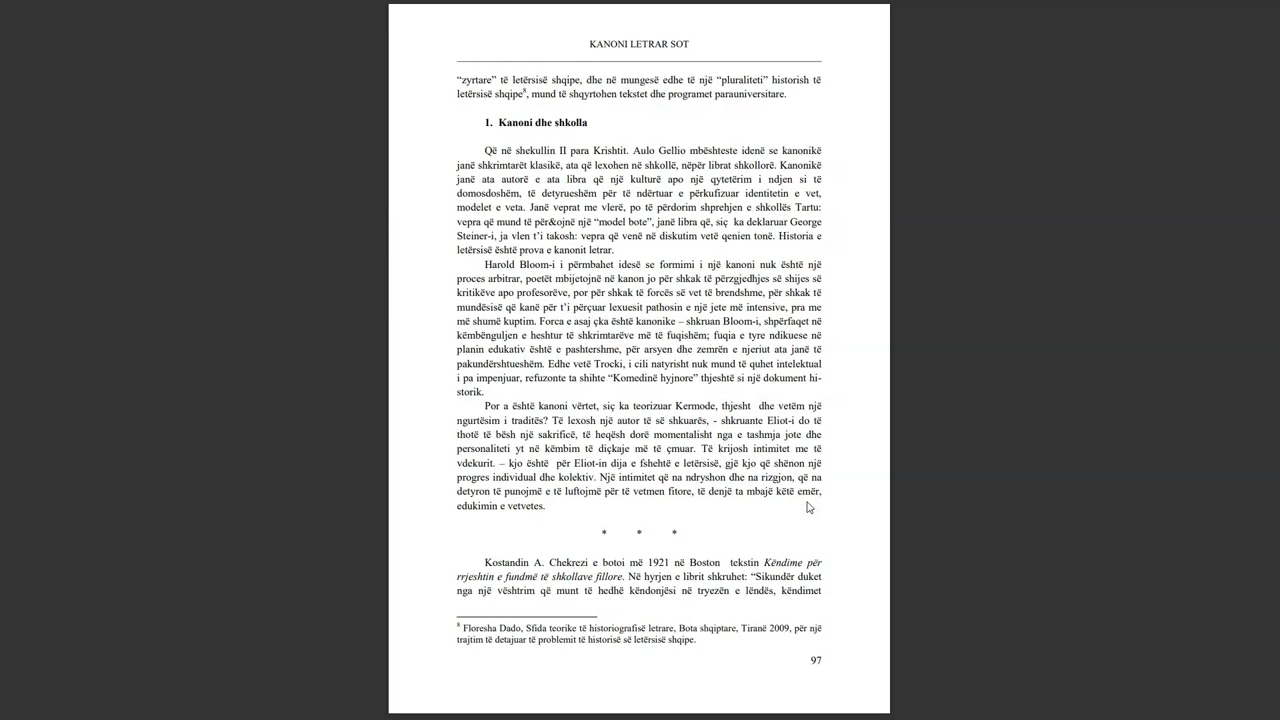 KANONI LETRAR SOT
“zyrtare” të letërsisë shqipe, dhe në mungesë edhe të një “pluraliteti” historish të
letërsisë shqipe8, mund të shqyrtohen tekstet dhe programet parauniversitare.
1. Kanoni dhe shkolla
Që në shekullin II para Krishtit. Aulo Gellio mbështeste idenë se kanonikë
janë shkrimtarët klasikë, ata që lexohen në shkollë, nëpër librat shkollorë. Kanonikë
janë ata autorë e ata libra që një kulturë apo një qytetërim i ndjen si të
domosdoshëm, të detyrueshëm për të ndërtuar e përkufizuar identitetin e vet,
modelet e veta. Janë veprat me vlerë, po të përdorim shprehjen e shkollës Tartu:
vepra që mund të për&ojnë një “model bote”, janë libra që, siç ka deklaruar George
Steiner-i, ja vlen t’i takosh: vepra që venë në diskutim vetë qenien tonë. Historia e
letërsisë është prova e kanonit letrar.
Harold Bloom-i i përmbahet idesë se formimi i një kanoni nuk është një
proces arbitrar, poetët mbijetojnë në kanon jo për shkak të përzgjedhjes së shijes së
kritikëve apo profesorëve, por për shkak të forcës së vet të brendshme, për shkak të
mundësisë që kanë për t’i përçuar lexuesit pathosin e një jete më intensive, pra me
më shumë kuptim. Forca e asaj çka është kanonike – shkruan Bloom-i, shpërfaqet në
këmbënguljen e heshtur të shkrimtarëve më të fuqishëm; fuqia e tyre ndikuese në
planin edukativ është e pashtershme, për arsyen dhe zemrën e njeriut ata janë të
pakundërshtueshëm. Edhe vetë Trocki, i cili natyrisht nuk mund të quhet intelektual
i pa impenjuar, refuzonte ta shihte “Komedinë hyjnore” thjeshtë si një dokument hi-
storik.
Por a është kanoni vërtet, siç ka teorizuar Kermode, thjesht dhe vetëm një
ngurtësim i traditës? Të lexosh një autor të së shkuarës, - shkruante Eliot-i do të
thotë të bësh një sakrificë, të heqësh dorë momentalisht nga e tashmja jote dhe
personaliteti yt në këmbim të diçkaje më të çmuar. Të krijosh intimitet me të
vdekurit. – kjo është për Eliot-in dija e fshehtë e letërsisë, gjë kjo që shënon një
progres individual dhe kolektiv. Një intimitet që na ndryshon dhe na rizgjon, që na
detyron të punojmë e të luftojmë për të vetmen fitore, të denjë ta mbajë këtë emër,
edukimin e vetvetes.
* * *
Kostandin A. Chekrezi e botoi më 1921 në Boston tekstin Këndime për
rrjeshtin e fundmë të shkollave fillore. Në hyrjen e librit shkruhet: “Sikundër duket
nga një vështrim që munt të hedhë këndonjësi në tryezën e lëndës, këndimet
8 Floresha Dado, Sfida teorike të historiografisë letrare, Bota shqiptare, Tiranë 2009, për një
trajtim të detajuar të problemit të historisë së letërsisë shqipe.
97